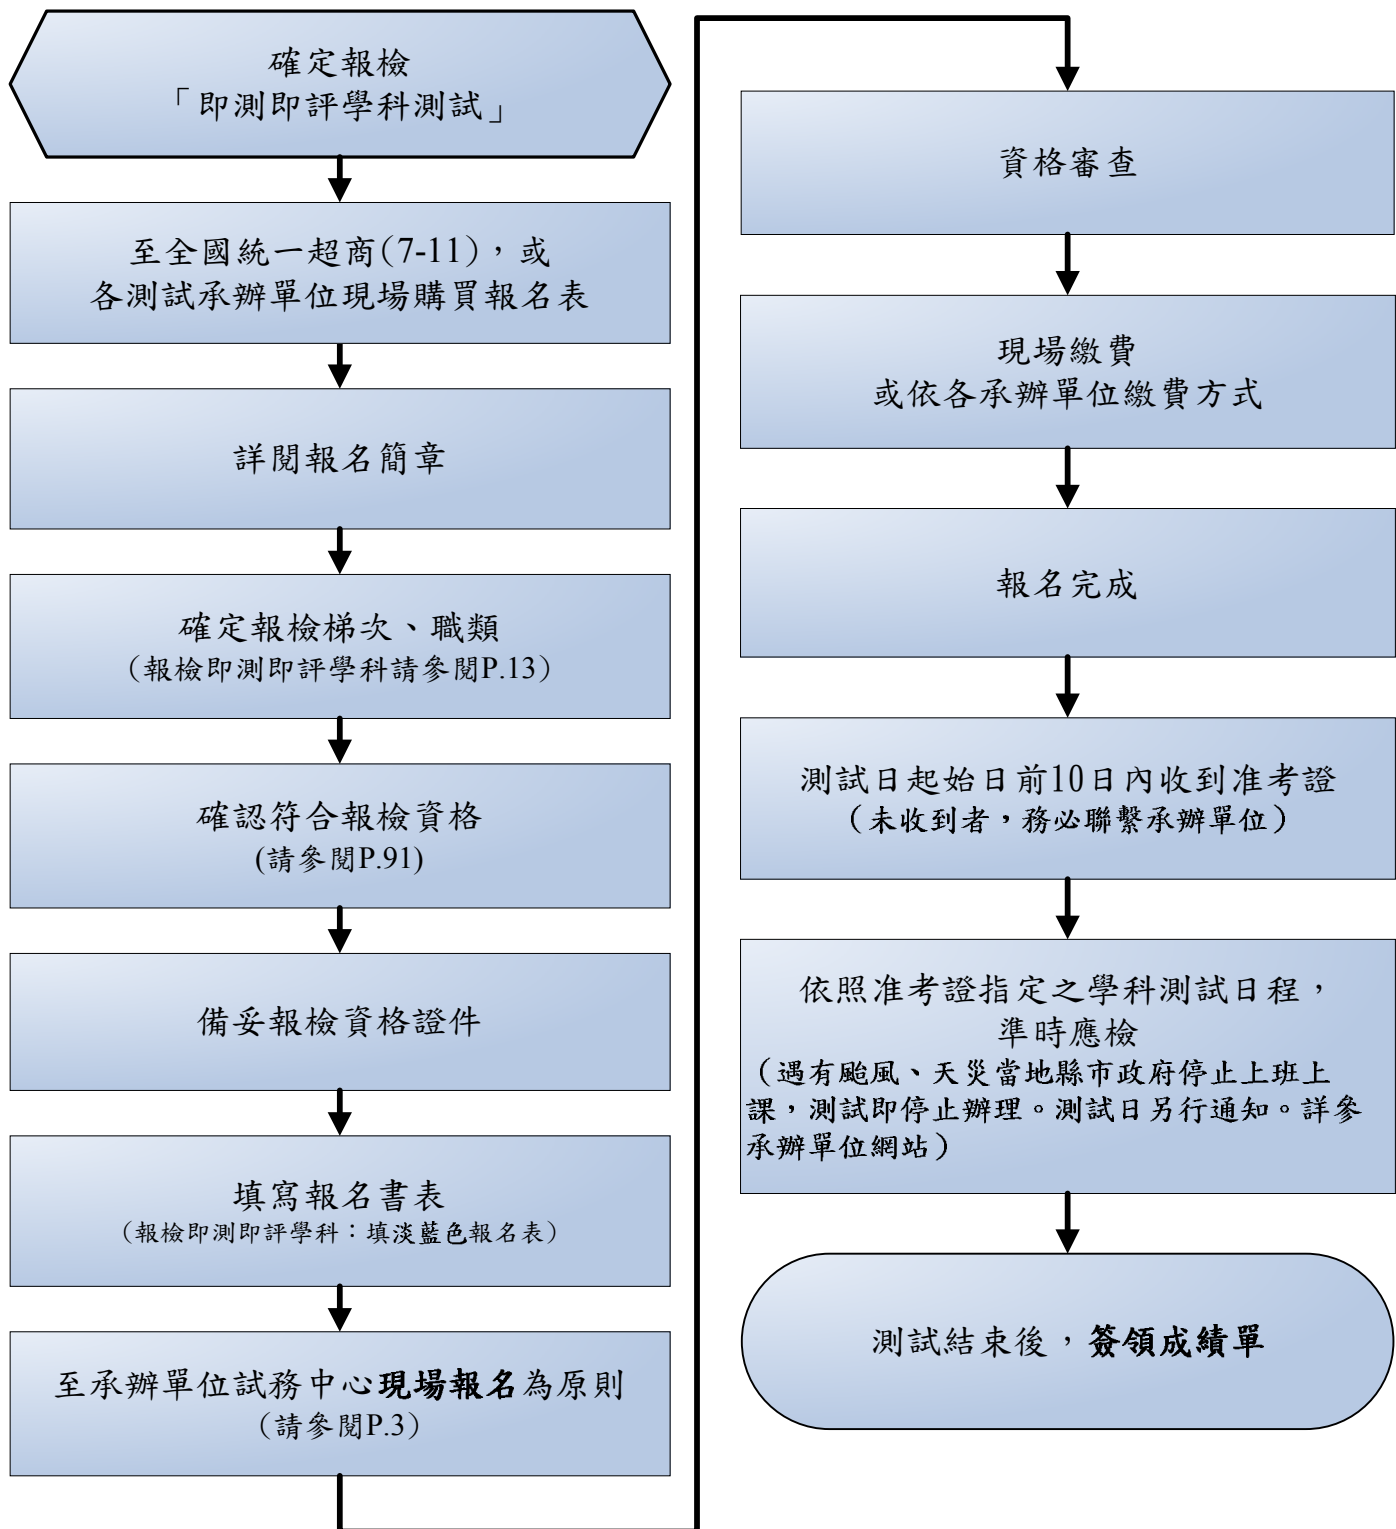 確定報檢
「即測即評學科測試」
至全國統一超商(7-11)，或
各測試承辦單位現場購買報名表
詳閱報名簡章
確定報檢梯次、職類
（報檢即測即評學科請參閱P.13）
確認符合報檢資格
(請參閱P.91)
備妥報檢資格證件
填寫報名書表
（報檢即測即評學科：填淡藍色報名表）
至承辦單位試務中心現場報名為原則
（請參閱P.3）
資格審查
現場繳費
或依各承辦單位繳費方式
報名完成
測試日起始日前10日內收到准考證
（未收到者，務必聯繫承辦單位）
依照准考證指定之學科測試日程，
準時應檢
（遇有颱風、天災當地縣市政府停止上班上
課，測試即停止辦理。測試日另行通知。詳參
承辦單位網站）
測試結束後，簽領成績單